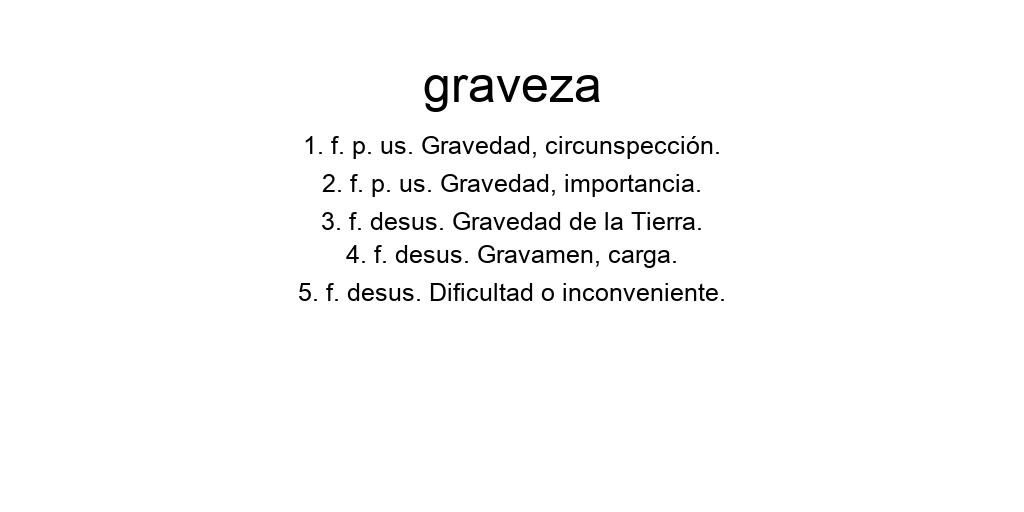 graveza
1. f. p. us. Gravedad, circunspección.
2. f. p. us. Gravedad, importancia.
3. f. desus. Gravedad de la Tierra.
4. f. desus. Gravamen, carga.
5. f. desus. Dificultad o inconveniente.